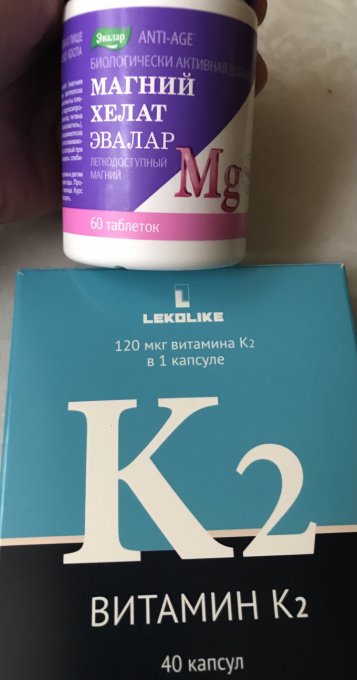 Эвалар ANTI-AGE
БИОЛОГИЧЕСКИ АКТИВНАЯ
МАГНИЙ
ХЕЛАТ
ЭВАЛАР
ЛЕГКОДОСТУПНЫЙ
МАГНИЙ
Mg
60 таблеток
LEKOLIKE
120 мкг витамина K2
в 1 капсуле
K2
ВИТАМИН K2
40 капсул